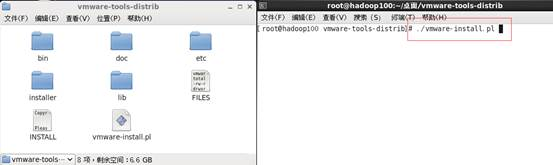 vmware-tools-distrib
文件(F) 编辑(E) 查看(V) 位置(P) 帮助(H)
bin
doc
etc
installer
lib
FILES
INSTALL
vmware-install.pl
vmware-tools-distrib
8 项，剩余空间：6.6 GB
root@hadoop100:~/桌面/vmware-tools-distrib
文件(F) 编辑(E) 查看(V) 搜索 (S) 终端(T) 帮助(H)
[root@hadoop100 vmware-tools-distrib]# ./vmware-install.pl